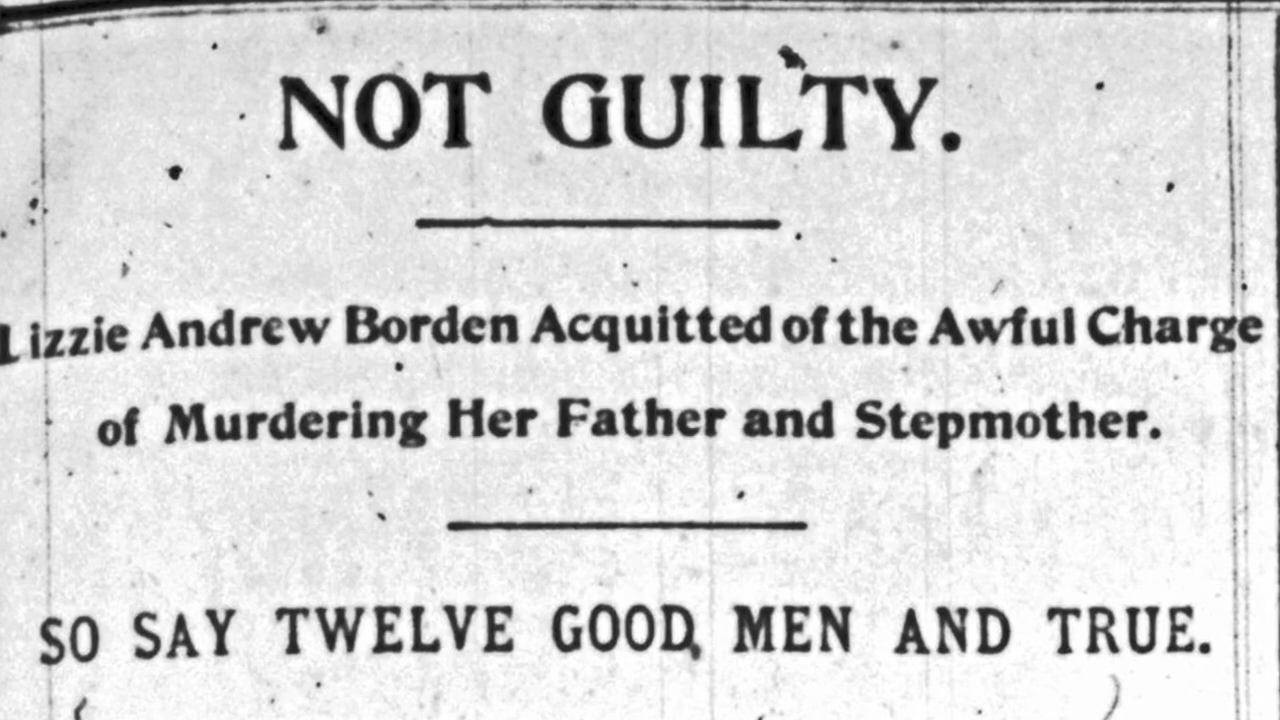 NOT GUILTY.
Lizzie Andrew Borden Acquitted of the Awful Charge
of Murdering Her Father and Stepmother.
SO SAY TWELVE GOOD, MEN AND TRUE.